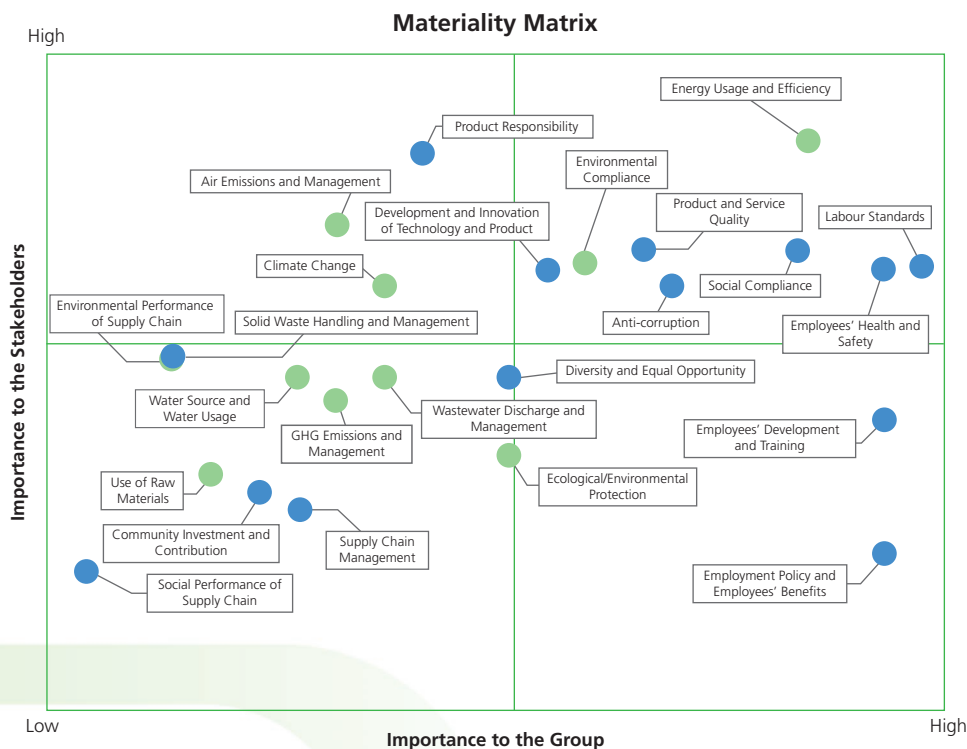 Materiality Matrix
High
Energy Usage and Efficiency
Product Responsibility
Environmental
Compliance
Air Emissions and Management
Product and Service
Quality
Development and Innovation
of Technology and Product
Labour Standards
Climate Change
Social Compliance
Environmental Performance
of Supply Chain
Solid Waste Handling and Management
Anti-corruption
Employees’ Health and
Safety
Importance to the Stakeholders
Diversity and Equal Opportunity
Water Source and
Water Usage
Wastewater Discharge and
Management
GHG Emissions and
Management
Employees’ Development
and Training
Use of Raw
Materials
Ecological/Environmental
Protection
Community Investment and
Contribution
Supply Chain
Management
Social Performance of
Supply Chain
Employment Policy and
Employees’ Benefits
Low
High
Importance to the Group